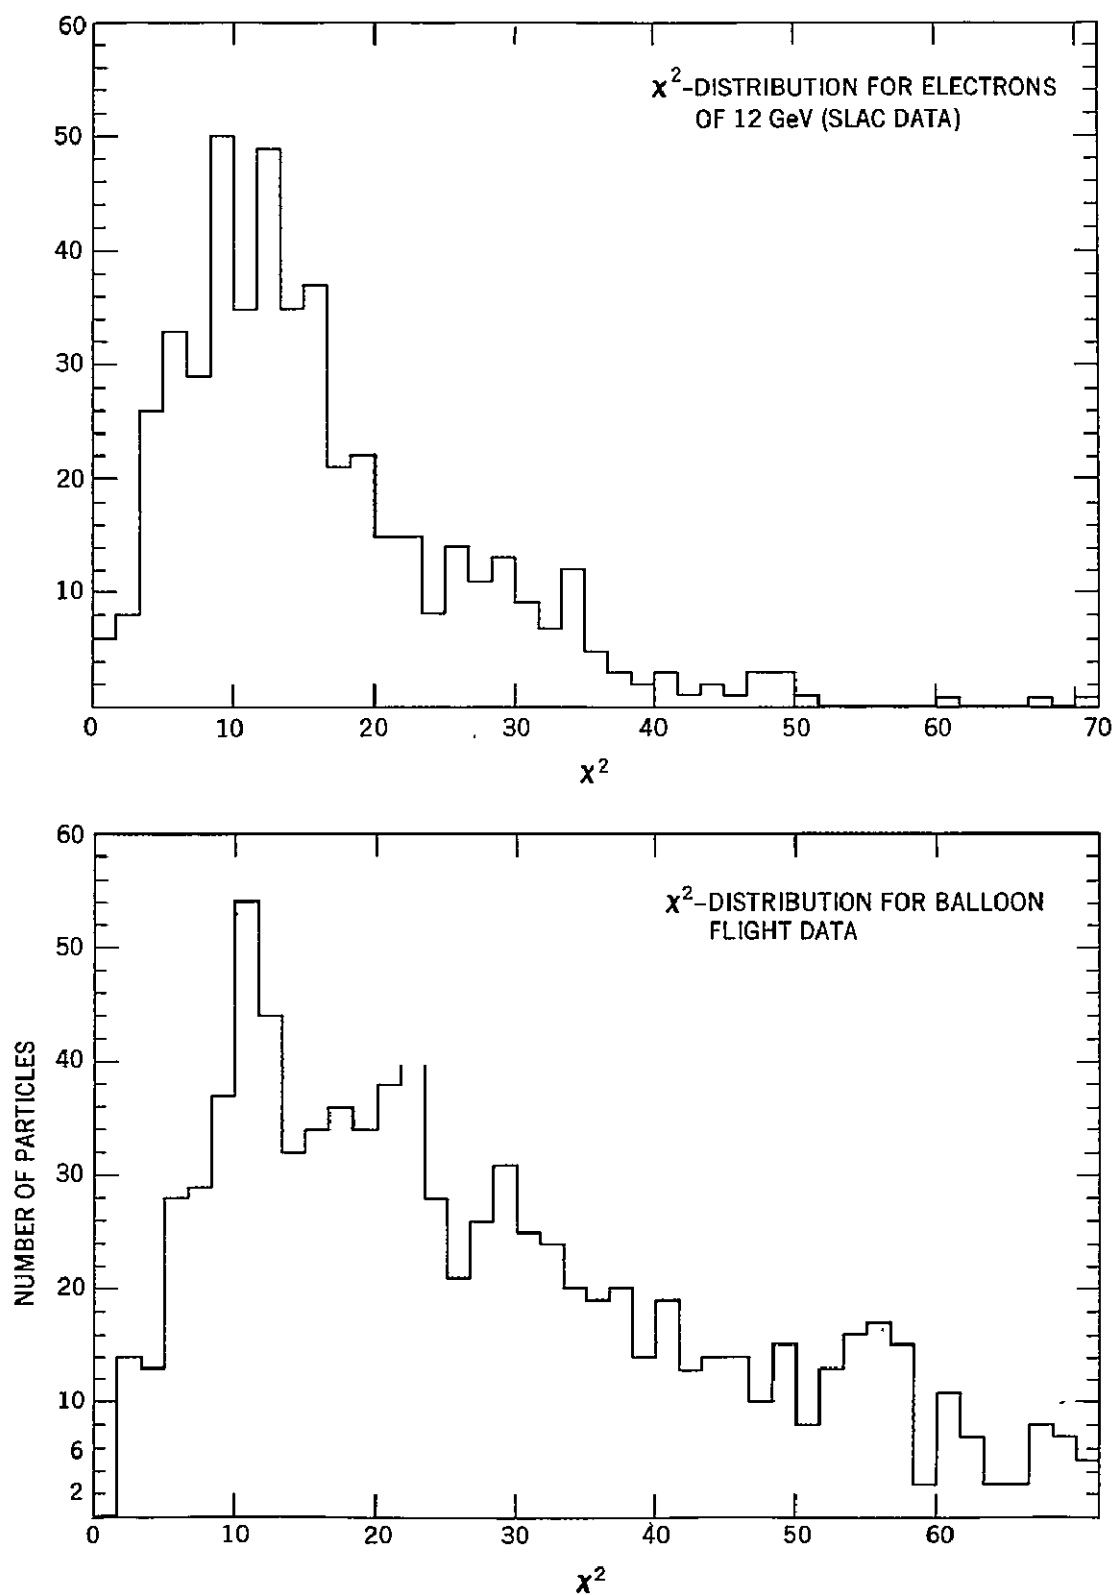 60
χ²-DISTRIBUTION FOR ELECTRONS
OF 12 GeV (SLAC DATA)
50
40
30
20
10
0 10 20 30 40 50 60 70
χ²
60
χ²-DISTRIBUTION FOR BALLOON
FLIGHT DATA
50
40
30
20
10
6
2
NUMBER OF PARTICLES
0 10 20 30 40 50 60
χ²